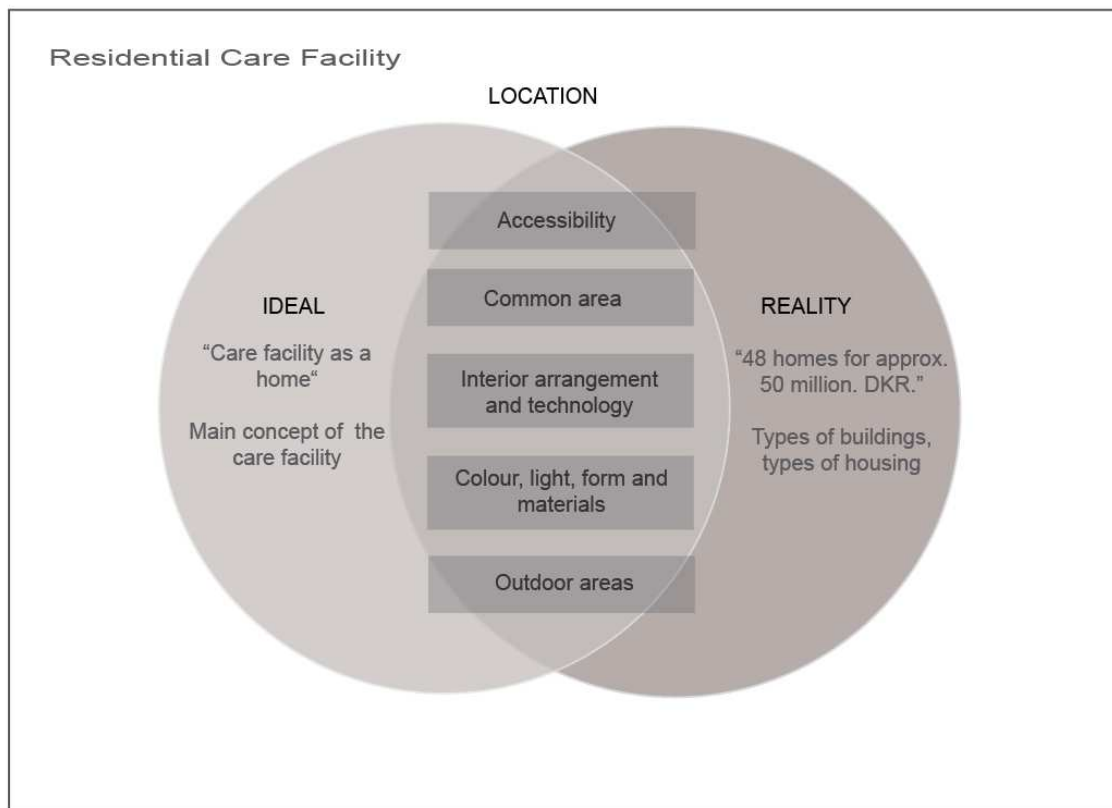 Residential Care Facility
LOCATION
Accessibility
Common area
Interior arrangement
and technology
Colour, light, form and
materials
Outdoor areas
IDEAL
“Care facility as a
home“
Main concept of the
care facility
REALITY
“48 homes for approx.
50 million. DKR.”
Types of buildings,
types of housing